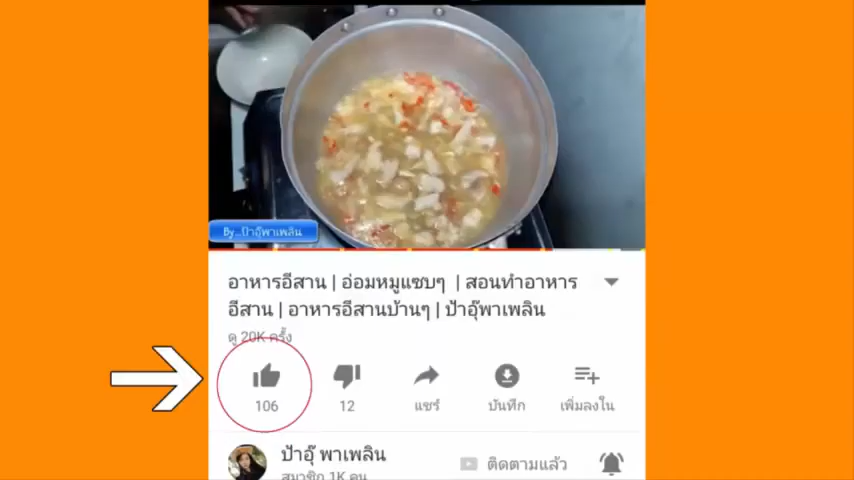 By...ป้าอุ๊พาเพลิน
อาหารอีสาน | อ่อมหมูแซบๆ | สอนทำอาหาร
อีสาน | อาหารอีสานบ้านๆ | ป้าอุ๊พาเพลิน
ดู 20K ครั้ง
106
12
แชร์
บันทึก
เพิ่มลงใน
ป้าอุ๊ พาเพลิน
ติดตามแล้ว
สมาชิก 1K คน